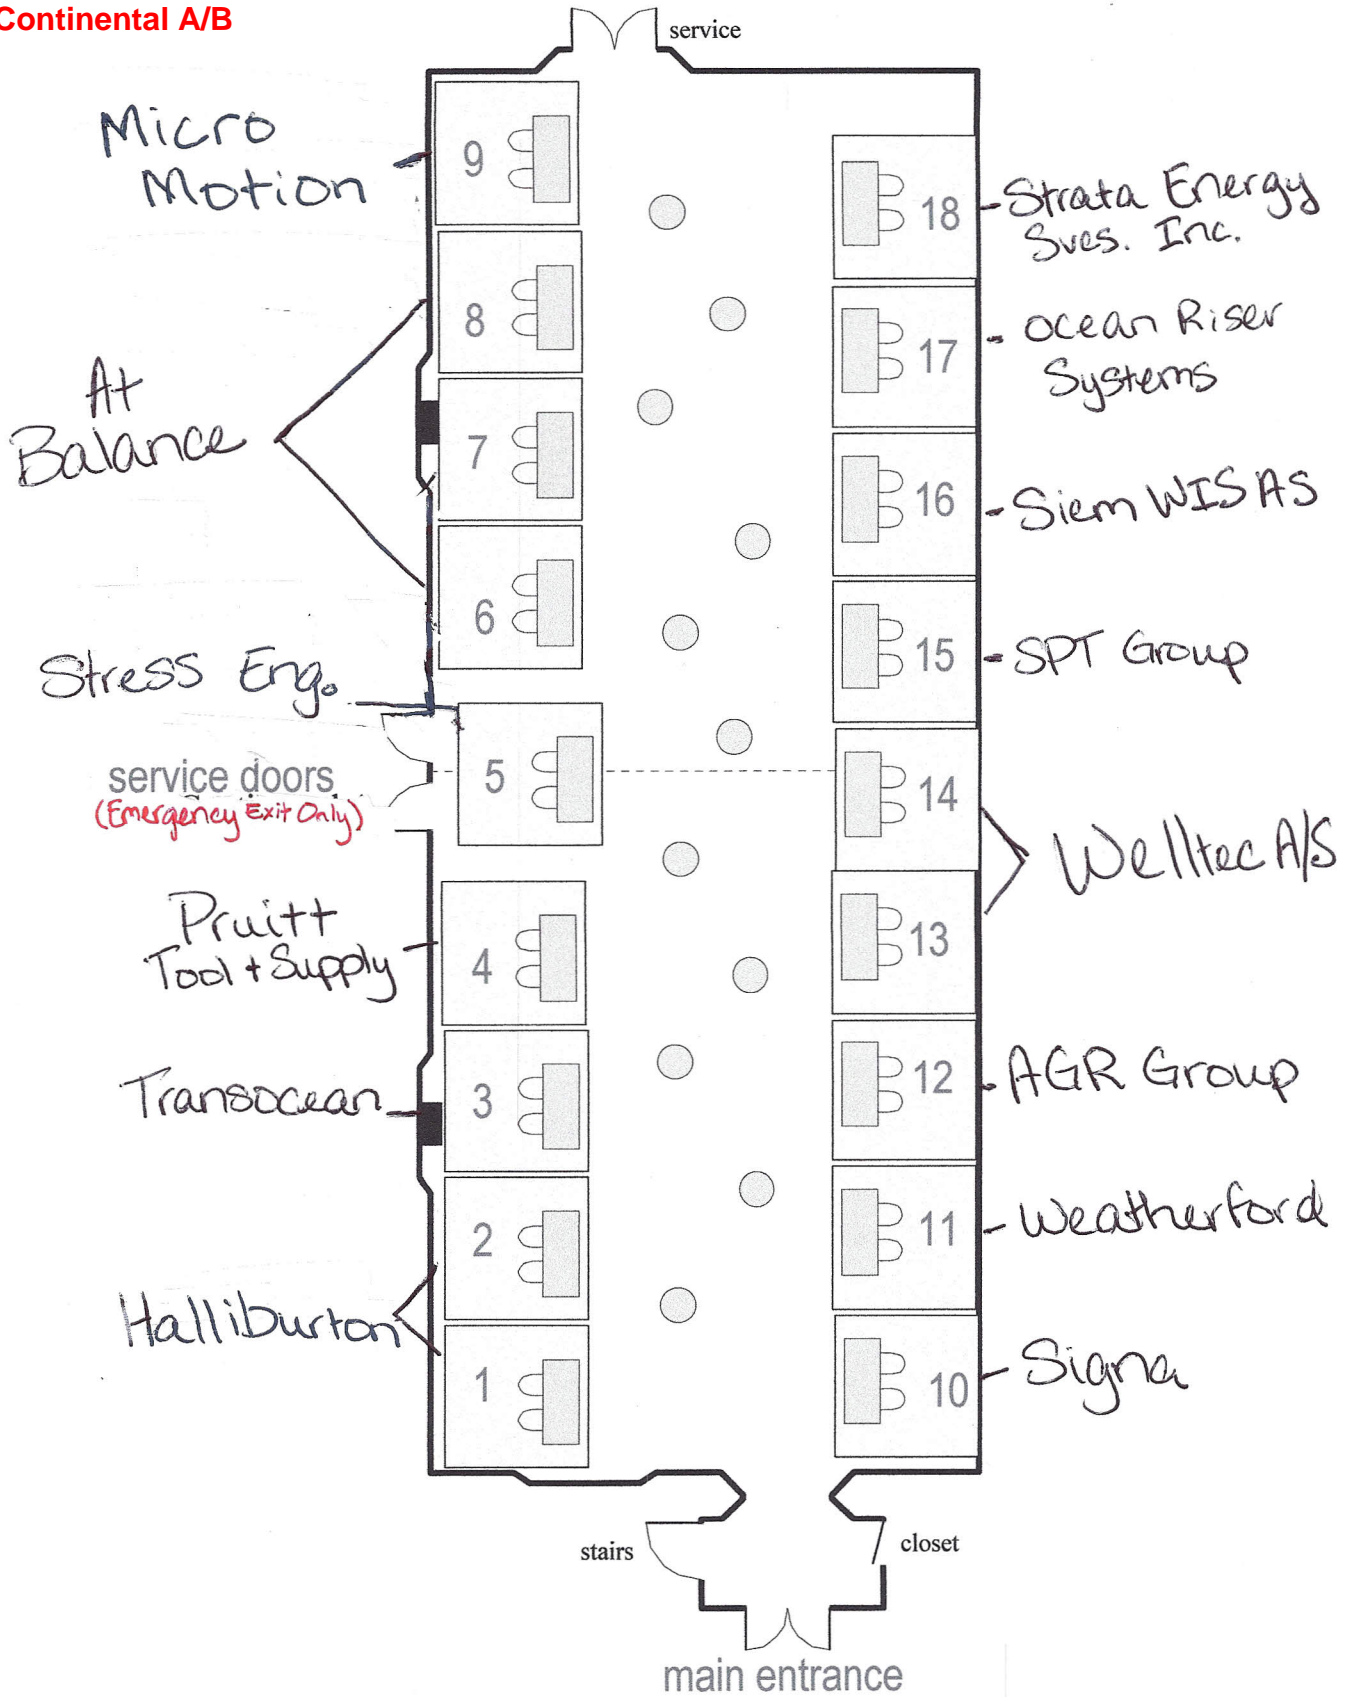 Continental A/B
service
Micro
Motion
9
8
At
Balance
7
6
Stress Eng.
5
service doors
(Emergency Exit Only)
Pruitt
Tool + Supply
4
Transocean
3
2
Halliburton
1
18
Strata Energy
Svcs. Inc.
17
Ocean Riser
Systems
16
Siem WIS AS
15
SPT Group
14
Welltec A/S
13
12
AGR Group
11
Weatherford
10
Signa
stairs
closet
main entrance